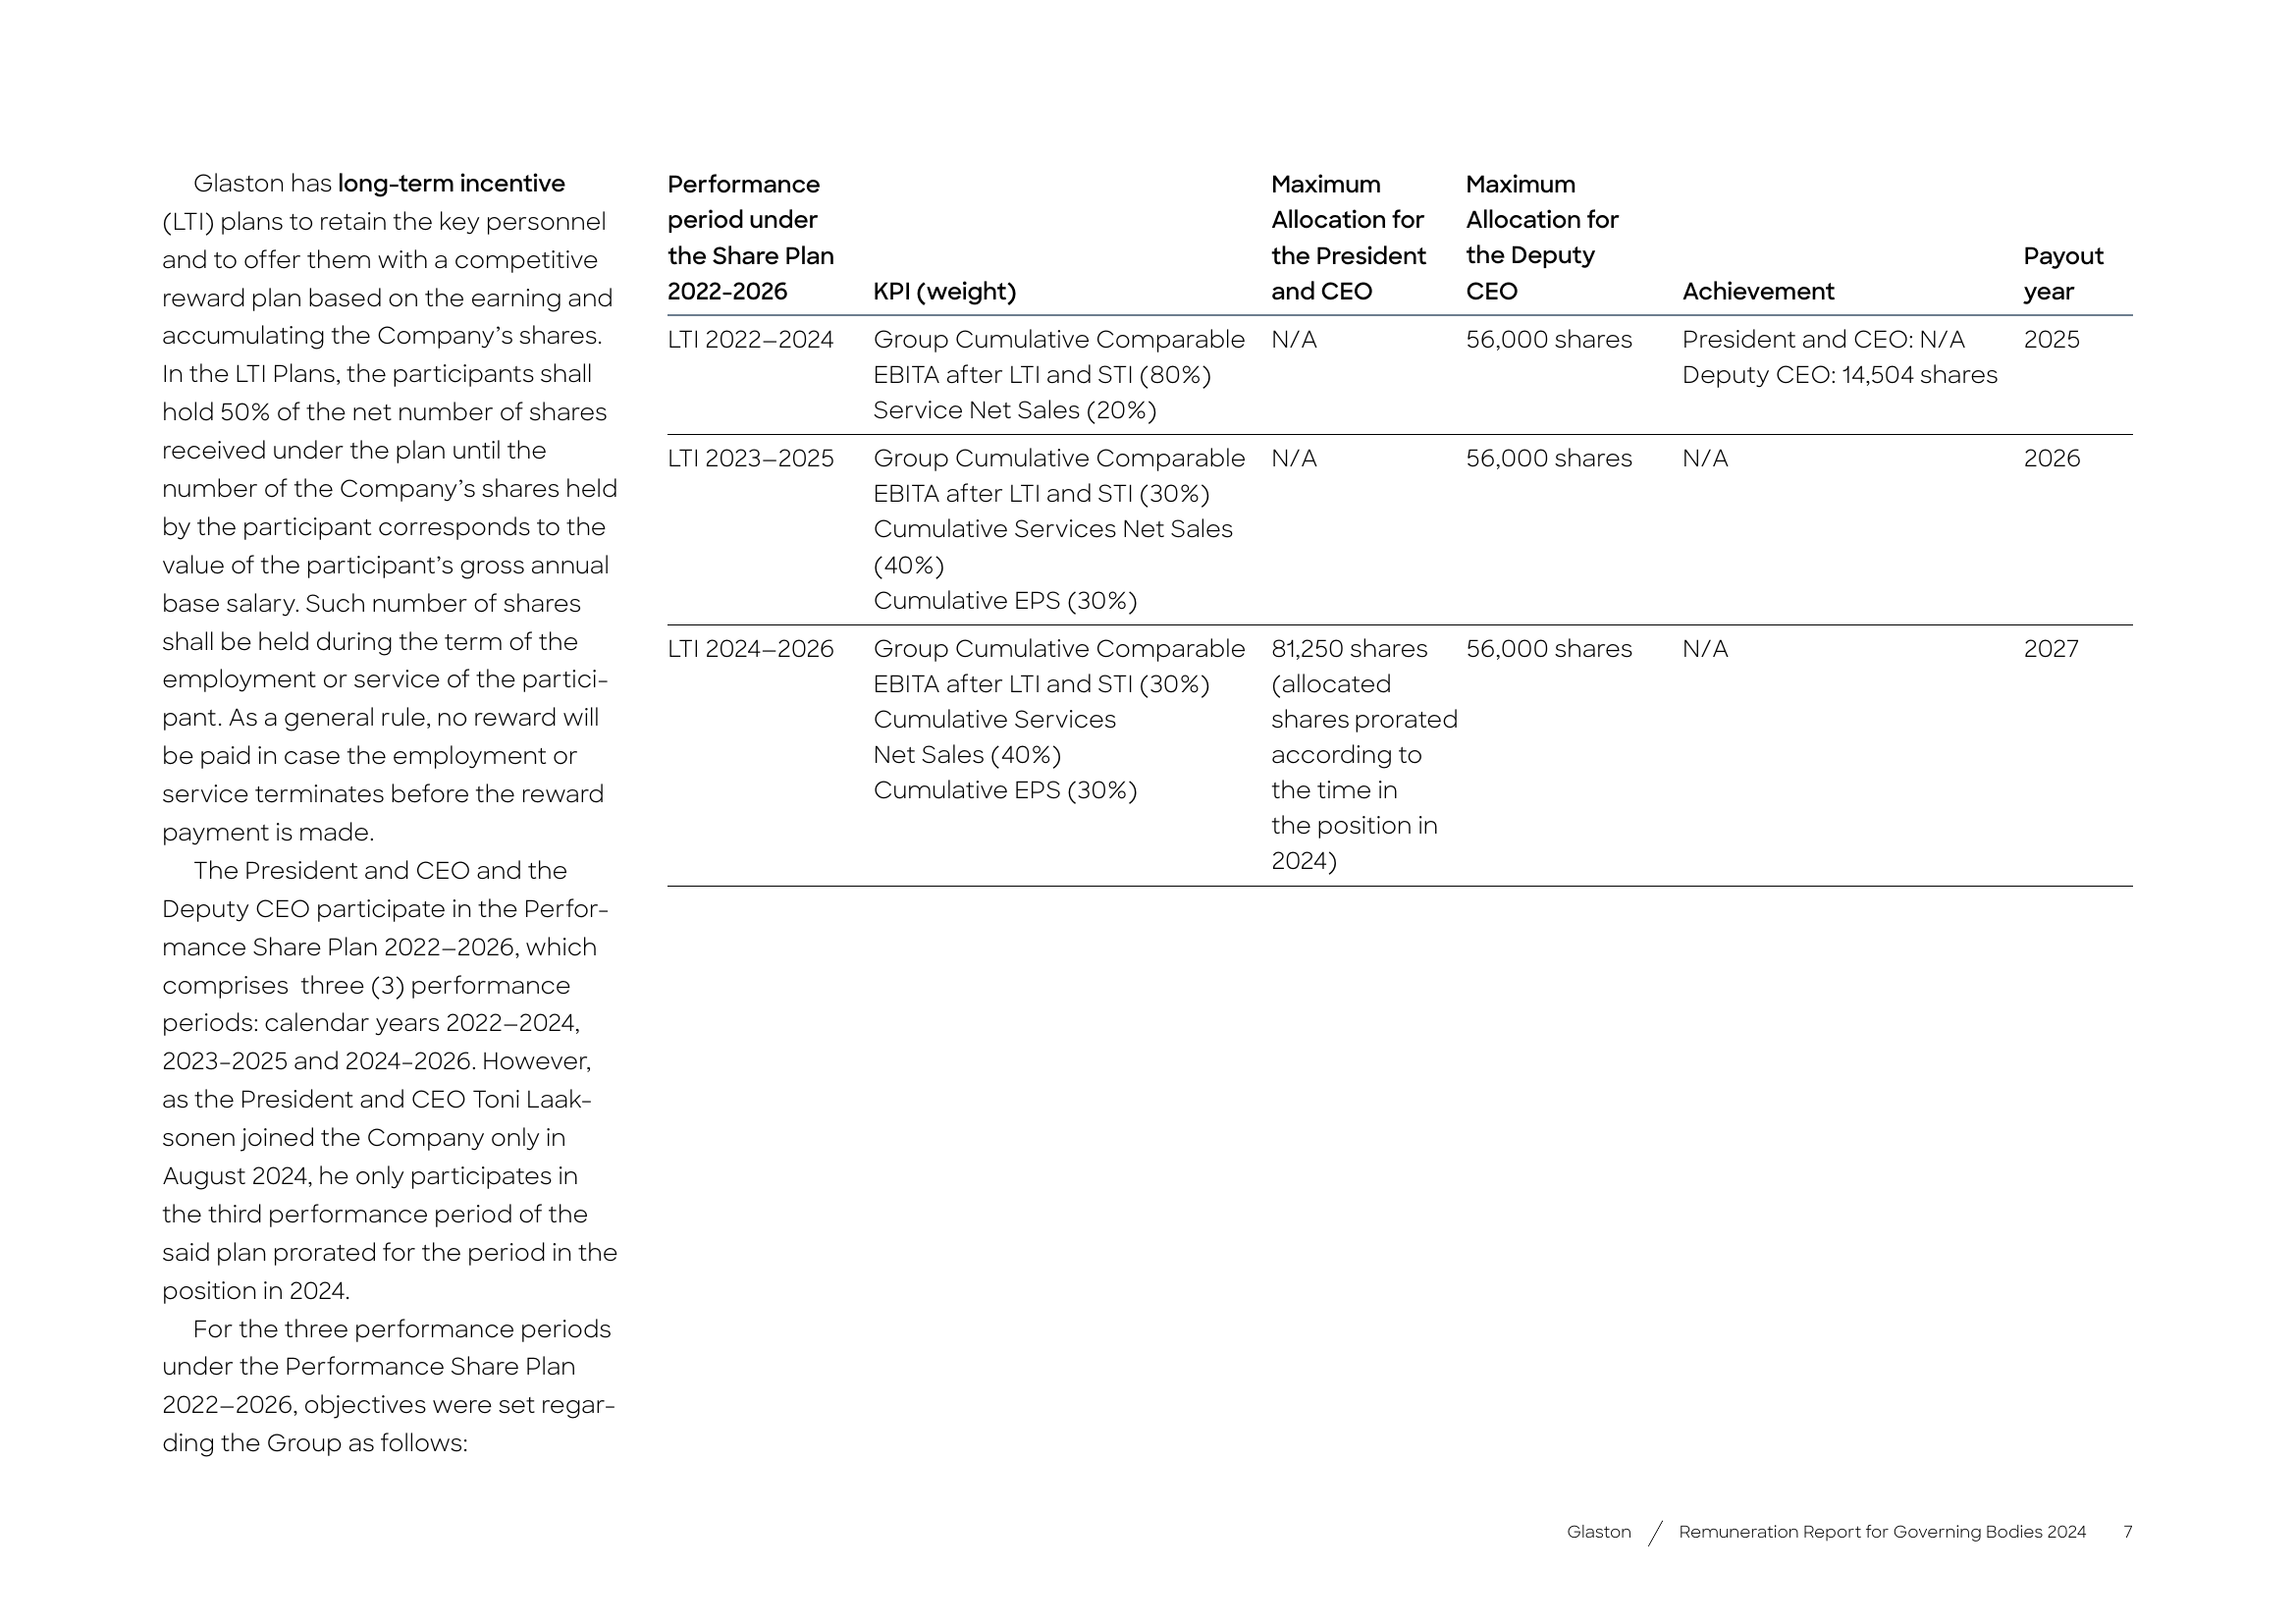 Glaston has long-term incentive
(LTI) plans to retain the key personnel
and to offer them with a competitive
reward plan based on the earning and
accumulating the Company's shares.
In the LTI Plans, the participants shall
hold 50% of the net number of shares
received under the plan until the
number of the Company's shares held
by the participant corresponds to the
value of the participant's gross annual
base salary. Such number of shares
shall be held during the term of the
employment or service of the partici-
pant. As a general rule, no reward will
be paid in case the employment or
service terminates before the reward
payment is made.
The President and CEO and the
Deputy CEO participate in the Perfor-
mance Share Plan 2022–2026, which
comprises  three (3) performance
periods: calendar years 2022–2024,
2023-2025 and 2024-2026. However,
as the President and CEO Toni Laak-
sonen joined the Company only in
August 2024, he only participates in
the third performance period of the
said plan prorated for the period in the
position in 2024.
For the three performance periods
under the Performance Share Plan
2022–2026, objectives were set regar-
ding the Group as follows:
Performance
period under
the Share Plan
2022-2026
KPI (weight)
Maximum
Allocation for
the President
and CEO
Maximum
Allocation for
the Deputy
CEO
Achievement
Payout
year
LTI 2022–2024
Group Cumulative Comparable
EBITA after LTI and STI (80%)
Service Net Sales (20%)
N/A
56,000 shares
President and CEO: N/A
Deputy CEO: 14,504 shares
2025
LTI 2023–2025
Group Cumulative Comparable
EBITA after LTI and STI (30%)
Cumulative Services Net Sales
(40%)
Cumulative EPS (30%)
N/A
56,000 shares
N/A
2026
LTI 2024–2026
Group Cumulative Comparable
EBITA after LTI and STI (30%)
Cumulative Services
Net Sales (40%)
Cumulative EPS (30%)
81,250 shares
(allocated
shares prorated
according to
the time in
the position in
2024)
56,000 shares
N/A
2027
Glaston / Remuneration Report for Governing Bodies 2024 7